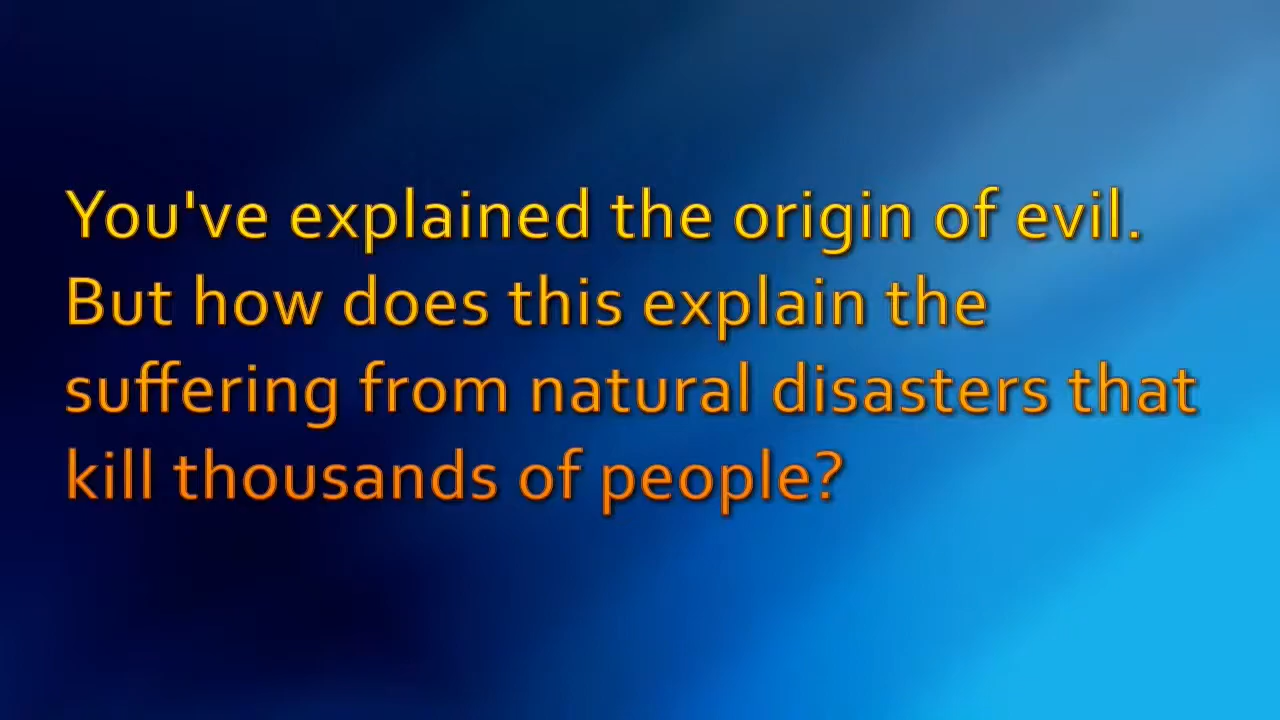 You've explained the origin of evil.
But how does this explain the
suffering from natural disasters that
kill thousands of people?